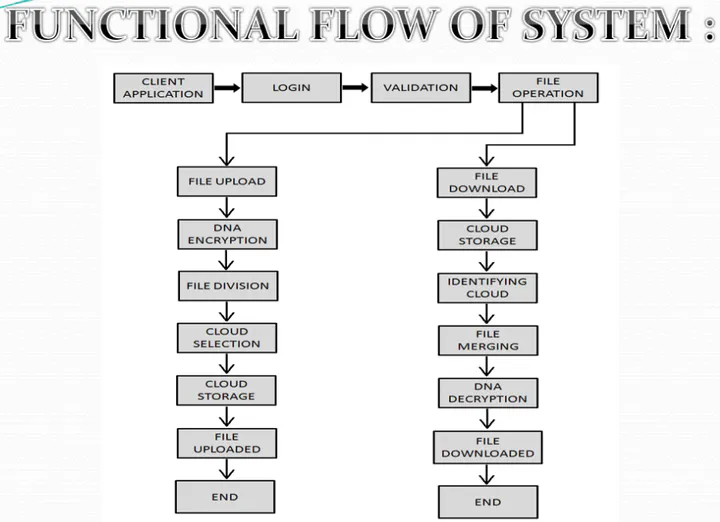 FUNCTIONAL FLOW OF SYSTEM :
CLIENT
APPLICATION
LOGIN
VALIDATION
FILE
OPERATION
FILE UPLOAD
DNA
ENCRYPTION
FILE DIVISION
CLOUD
SELECTION
CLOUD
STORAGE
FILE
UPLOADED
END
FILE
DOWNLOAD
CLOUD
STORAGE
IDENTIFYING
CLOUD
FILE
MERGING
DNA
DECRYPTION
FILE
DOWNLOADED
END